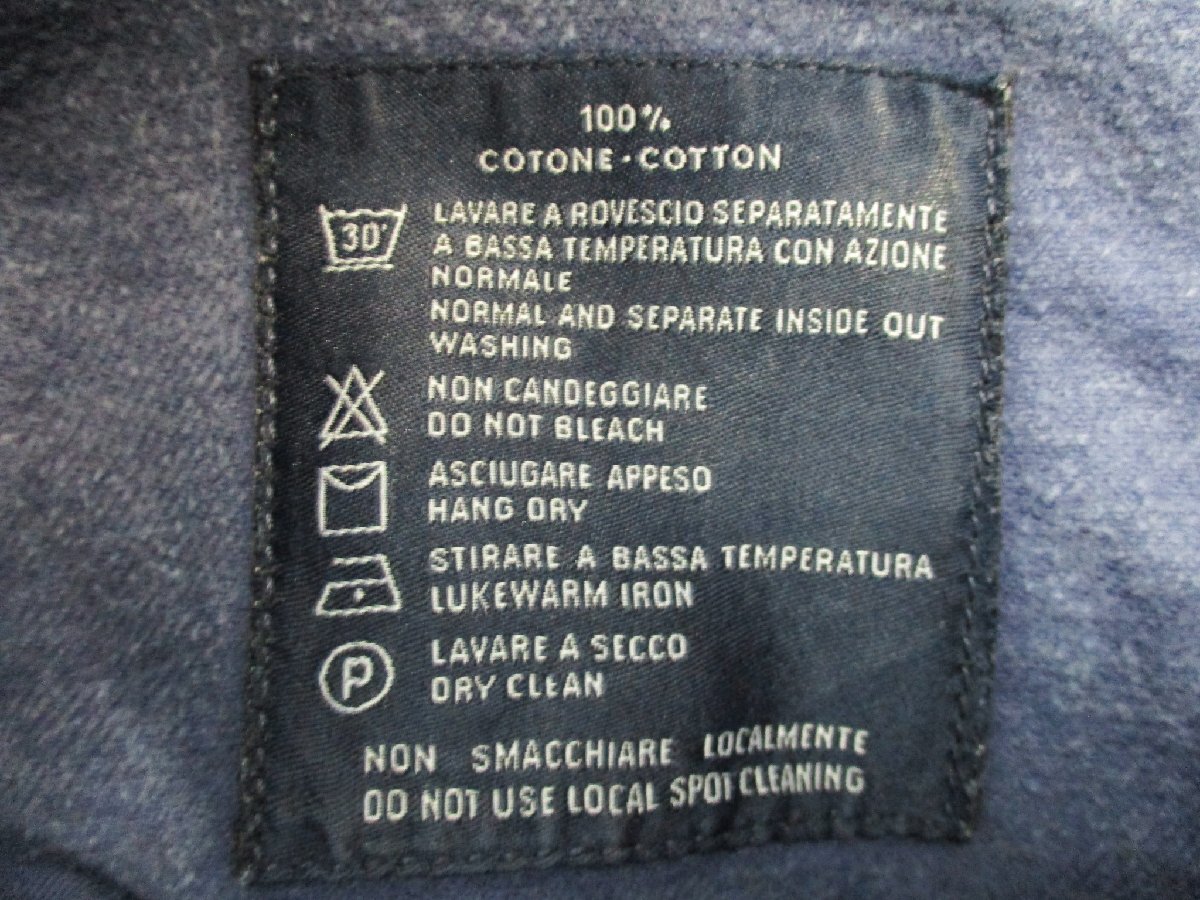 100%
COTONE·COTTON
30° LAVARE A ROVESCIO SEPARATAMENTE
A BASSA TEMPERATURA CON AZIONE
NORMALE
NORMAL AND SEPARATE INSIDE OUT
WASHING
NON CANDEGGIARE
DO NOT BLEACH
ASCIUGARE APPESO
HANG DRY
STIRARE A BASSA TEMPERATURA
LUKEWARM IRON
P LAVARE A SECCO
DRY CLEAN
NON SMACCHIARE LOCALMENTE
DO NOT USE LOCAL SPOT CLEANING